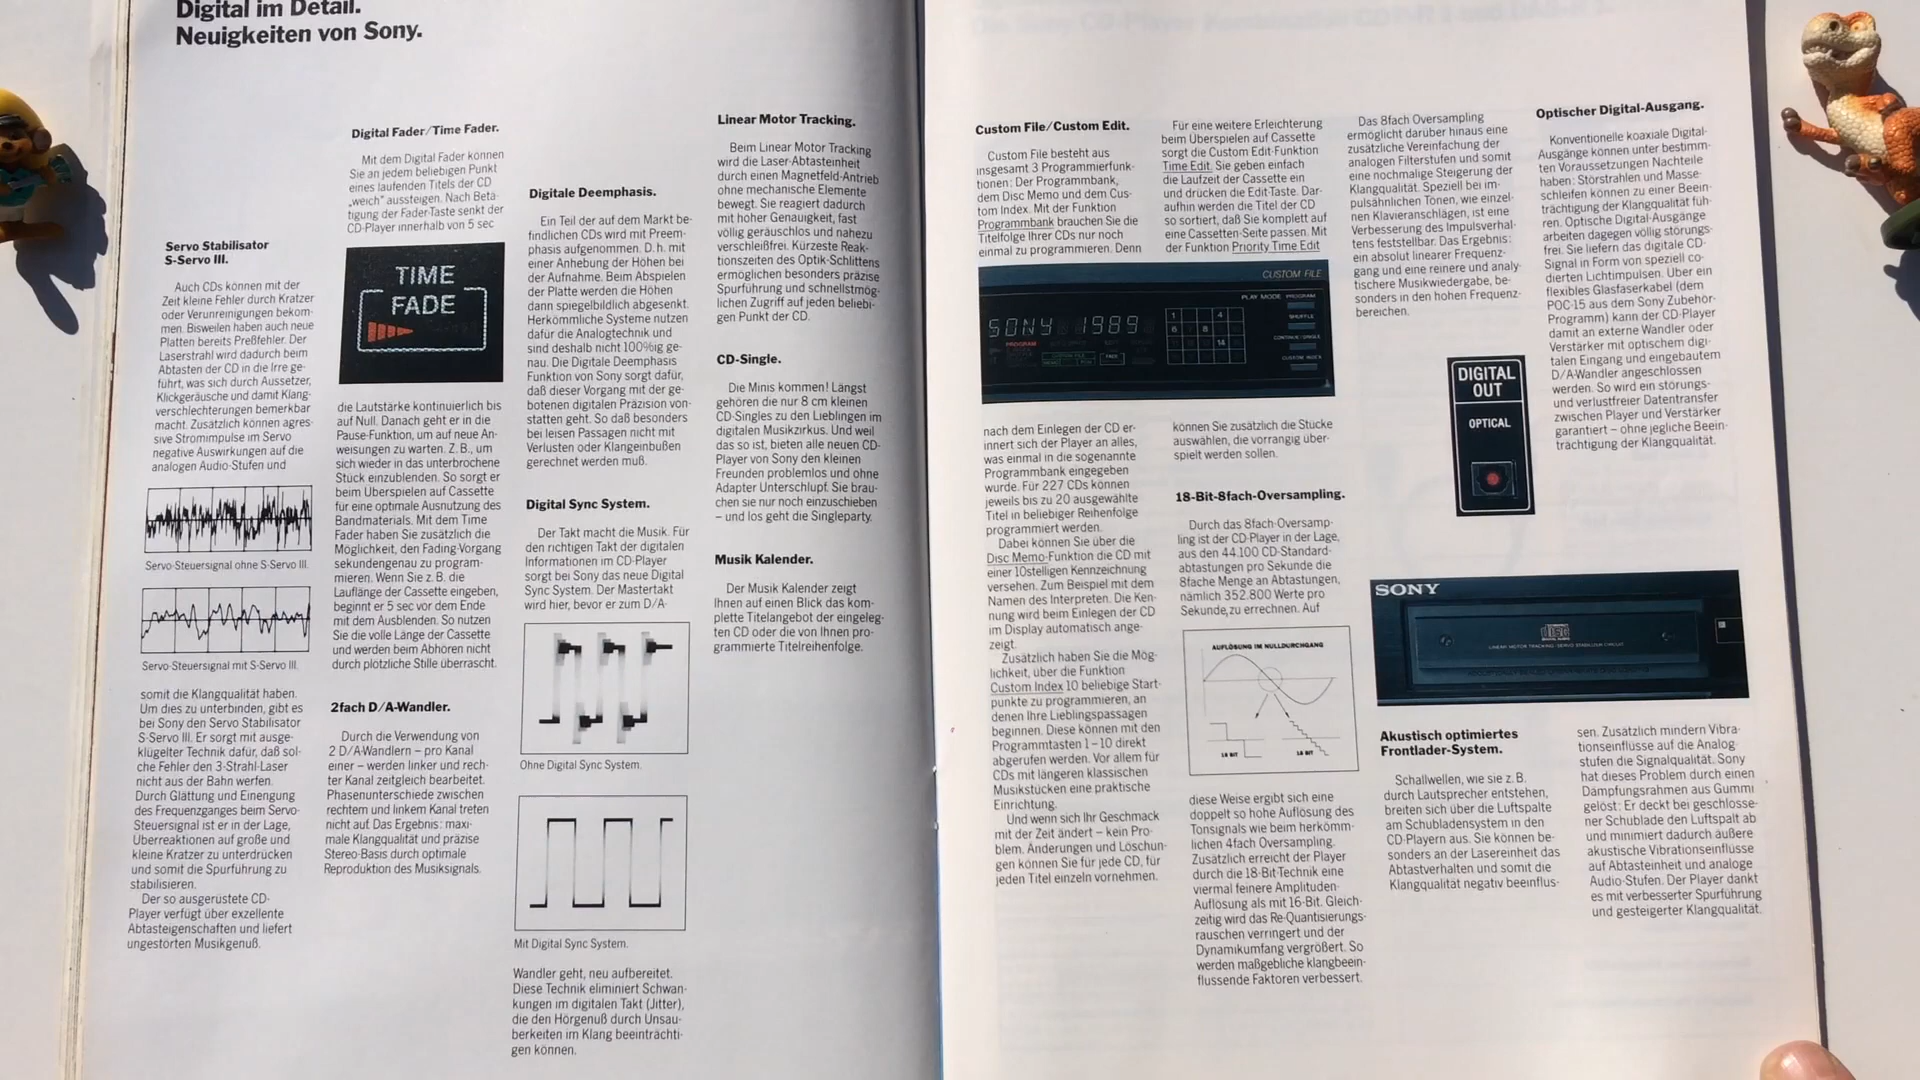 Digital im Detail.
Neuigkeiten von Sony.
Servo Stabilisator
S-Servo III.
Auch CDs können mit der
Zeit kleine Fehler durch Kratzer
oder Verunreinigungen bekom-
men. Bisweilen haben auch neue
Platten bereits Preßfehler. Der
Laserstrahl wird dadurch beim
Abtasten der CD in die Irre ge-
führt, was sich durch Aussetzer,
Klickgeräusche und damit Klang-
verschlechterungen bemerkbar
macht. Zusätzlich können agres-
sive Stromimpulse im Servo
negative Auswirkungen auf die
analogen Audio-Stufen und
Servo-Steuersignal ohne S-Servo III.
Servo-Steuersignal mit S-Servo III.
somit die Klangqualität haben.
Um dies zu unterbinden, gibt es
bei Sony den Servo Stabilisator
S-Servo III. Er sorgt mit ausge-
klügelter Technik dafür, daß sol-
che Fehler den 3-Strahl-Laser
nicht aus der Bahn werfen.
Durch Glättung und Einengung
des Frequenzganges beim Servo-
Steuersignal ist er in der Lage,
Überreaktionen auf große und
kleine Kratzer zu unterdrücken
und somit die Spurführung zu
stabilisieren.
Der so ausgerüstete CD-
Player verfügt über exzellente
Abtasteigenschaften und liefert
ungestörten Musikgenuß.
Digital Fader/Time Fader.
Mit dem Digital Fader können
Sie an jedem beliebigen Punkt
eines laufenden Titels der CD
„weich" aussteigen. Nach Betä-
tigung der Fader-Taste senkt der
CD-Player innerhalb von 5 sec
TIME
FADE
die Lautstärke kontinuierlich bis
auf Null. Danach geht er in die
Pause-Funktion, um auf neue An-
weisungen zu warten. Z. B., um
sich wieder in das unterbrochene
Stück einzublenden. So sorgt er
beim Überspielen auf Cassette
für eine optimale Ausnutzung des
Bandmaterials. Mit dem Time
Fader haben Sie zusätzlich die
Möglichkeit, den Fading-Vorgang
sekundengenau zu program-
mieren. Wenn Sie z. B. die
Lauflänge der Cassette eingeben,
beginnt er 5 sec vor dem Ende
mit dem Ausblenden. So nutzen
Sie die volle Länge der Cassette
und werden beim Abhören nicht
durch plötzliche Stille überrascht.
2fach D/A-Wandler.
Durch die Verwendung von
2 D/A-Wandlern – pro Kanal
einer – werden linker und rech-
ter Kanal zeitgleich bearbeitet.
Phasenunterschiede zwischen
rechtem und linkem Kanal treten
nicht auf. Das Ergebnis: maxi-
male Klangqualität und präzise
Stereo-Basis durch optimale
Reproduktion des Musiksignals.
Digitale Deemphasis.
Ein Teil der auf dem Markt be-
findlichen CDs wird mit Preem-
phasis aufgenommen. D. h. mit
einer Anhebung der Höhen bei
der Aufnahme. Beim Abspielen
der Platte werden die Höhen
dann spiegelbildlich abgesenkt.
Herkömmliche Systeme nutzen
dafür die Analogtechnik und
sind deshalb nicht 100%ig ge-
nau. Die Digitale Deemphasis
Funktion von Sony sorgt dafür,
daß dieser Vorgang mit der ge-
botenen digitalen Präzision von-
statten geht. So daß besonders
bei leisen Passagen nicht mit
Verlusten oder Klangeinbußen
gerechnet werden muß.
Digital Sync System.
Der Takt macht die Musik. Für
den richtigen Takt der digitalen
Informationen im CD-Player
sorgt bei Sony das neue Digital
Sync System. Der Mastertakt
wird hier, bevor er zum D/A-
Ohne Digital Sync System.
Mit Digital Sync System.
Wandler geht, neu aufbereitet.
Diese Technik eliminiert Schwan-
kungen im digitalen Takt (Jitter),
die den Hörgenuß durch Unsau-
berkeiten im Klang beeinträchti-
gen können.
Linear Motor Tracking.
Beim Linear Motor Tracking
wird die Laser-Abtasteinheit
durch einen Magnetfeld-Antrieb
ohne mechanische Elemente
bewegt. Sie reagiert dadurch
mit hoher Genauigkeit, fast
völlig geräuschlos und nahezu
verschleißfrei. Kürzeste Reak-
tionszeiten des Optik-Schlittens
ermöglichen besonders präzise
Spurführung und schnellstmög-
lichen Zugriff auf jeden beliebi-
gen Punkt der CD.
CD-Single.
Die Minis kommen! Längst
gehören die nur 8 cm kleinen
CD-Singles zu den Lieblingen im
digitalen Musikzirkus. Und weil
das so ist, bieten alle neuen CD-
Player von Sony den kleinen
Freunden problemlos und ohne
Adapter Unterschlupf. Sie brau-
chen sie nur noch einzuschieben
– und los geht die Singleparty.
Musik Kalender.
Der Musik Kalender zeigt
Ihnen auf einen Blick das kom-
plette Titelangebot der eingeleg-
ten CD oder die von Ihnen pro-
grammierte Titelreihenfolge.
Custom File/Custom Edit.
Custom File besteht aus
insgesamt 3 Programmierfunk-
tionen: Der Programmbank,
dem Disc Memo und dem Cus-
tom Index. Mit der Funktion
Programmbank brauchen Sie die
Titelfolge Ihrer CDs nur noch
einmal zu programmieren. Denn
CUSTOM FILE
PLAY MODE PROGRAM
SHUFFLE
CONTINUE/SINGLE
CUSTOM INDEX
SONY 1989
PROGRAM
1 4
6 8
14
nach dem Einlegen der CD er-
innert sich der Player an alles,
was einmal in die sogenannte
Programmbank eingegeben
wurde. Für 227 CDs können
jeweils bis zu 20 ausgewählte
Titel in beliebiger Reihenfolge
programmiert werden.
Dabei können Sie über die
Disc Memo-Funktion die CD mit
einer 10stelligen Kennzeichnung
versehen. Zum Beispiel mit dem
Namen des Interpreten. Die Ken-
nung wird beim Einlegen der CD
im Display automatisch ange-
zeigt.
Zusätzlich haben Sie die Mög-
lichkeit, über die Funktion
Custom Index 10 beliebige Start-
punkte zu programmieren, an
denen Ihre Lieblingspassagen
beginnen. Diese können mit den
Programmtasten 1–10 direkt
abgerufen werden. Vor allem für
CDs mit längeren klassischen
Musikstücken eine praktische
Einrichtung.
Und wenn sich Ihr Geschmack
mit der Zeit ändert – kein Pro-
blem. Änderungen und Löschun-
gen können Sie für jede CD, für
jeden Titel einzeln vornehmen.
Für eine weitere Erleichterung
beim Überspielen auf Cassette
sorgt die Custom Edit-Funktion
Time Edit. Sie geben einfach
die Laufzeit der Cassette ein
und drücken die Edit-Taste. Dar-
aufhin werden die Titel der CD
so sortiert, daß Sie komplett auf
eine Cassetten-Seite passen. Mit
der Funktion Priority Time Edit
können Sie zusätzlich die Stücke
auswählen, die vorrangig über-
spielt werden sollen.
18-Bit-8fach-Oversampling.
Durch das 8fach-Oversamp-
ling ist der CD-Player in der Lage,
aus den 44.100 CD-Standard-
abtastungen pro Sekunde die
8fache Menge an Abtastungen,
nämlich 352.800 Werte pro
Sekunde, zu errechnen. Auf
AUFLÖSUNG IM NULLDURCHGANG
16 BIT
18 BIT
diese Weise ergibt sich eine
doppelt so hohe Auflösung des
Tonsignals wie beim herkömm-
lichen 4fach Oversampling.
Zusätzlich erreicht der Player
durch die 18-Bit-Technik eine
viermal feinere Amplituden-
Auflösung als mit 16-Bit. Gleich-
zeitig wird das Re-Quantisierungs-
rauschen verringert und der
Dynamikumfang vergrößert. So
werden maßgebliche klangbeein-
flussende Faktoren verbessert.
Das 8fach Oversampling
ermöglicht darüber hinaus eine
zusätzliche Vereinfachung der
analogen Filterstufen und somit
eine nochmalige Steigerung der
Klangqualität. Speziell bei im-
pulsähnlichen Tönen, wie einzel-
nen Klavieranschlägen, ist eine
Verbesserung des Impulsverhal-
tens feststellbar. Das Ergebnis:
ein absolut linearer Frequenz-
gang und eine reinere und analy-
tischere Musikwiedergabe, be-
sonders in den hohen Frequenz-
bereichen.
Optischer Digital-Ausgang.
Konventionelle koaxiale Digital-
Ausgänge können unter bestimm-
ten Voraussetzungen Nachteile
haben: Störstrahlen und Masse-
schleifen können zu einer Beein-
trächtigung der Klangqualität füh-
ren. Optische Digital-Ausgänge
arbeiten dagegen völlig störungs-
frei. Sie liefern das digitale CD-
Signal in Form von speziell co-
dierten Lichtimpulsen. Über ein
flexibles Glasfaserkabel (dem
POC-15 aus dem Sony Zubehör-
Programm) kann der CD-Player
damit an externe Wandler oder
Verstärker mit optischem digi-
talen Eingang und eingebautem
D/A-Wandler angeschlossen
werden. So wird ein störungs-
und verlustfreier Datentransfer
zwischen Player und Verstärker
garantiert – ohne jegliche Beein-
trächtigung der Klangqualität.
DIGITAL
OUT
OPTICAL
SONY
COMPACT
disc
DIGITAL AUDIO
LINEAR MOTOR TRACKING·SERVO STABILIZER CIRCUIT
Akustisch optimiertes
Frontlader-System.
Schallwellen, wie sie z. B.
durch Lautsprecher entstehen,
breiten sich über die Luftspalte
am Schubladensystem in den
CD-Playern aus. Sie können be-
sonders an der Lasereinheit das
Abtastverhalten und somit die
Klangqualität negativ beeinflus-
sen. Zusätzlich mindern Vibra-
tionseinflüsse auf die Analog-
stufen die Signalqualität. Sony
hat dieses Problem durch einen
Dämpfungsrahmen aus Gummi
gelöst: Er deckt bei geschlosse-
ner Schublade den Luftspalt ab
und minimiert dadurch äußere
akustische Vibrationseinflüsse
auf Abtasteinheit und analoge
Audio-Stufen. Der Player dankt
es mit verbesserter Spurführung
und gesteigerter Klangqualität.